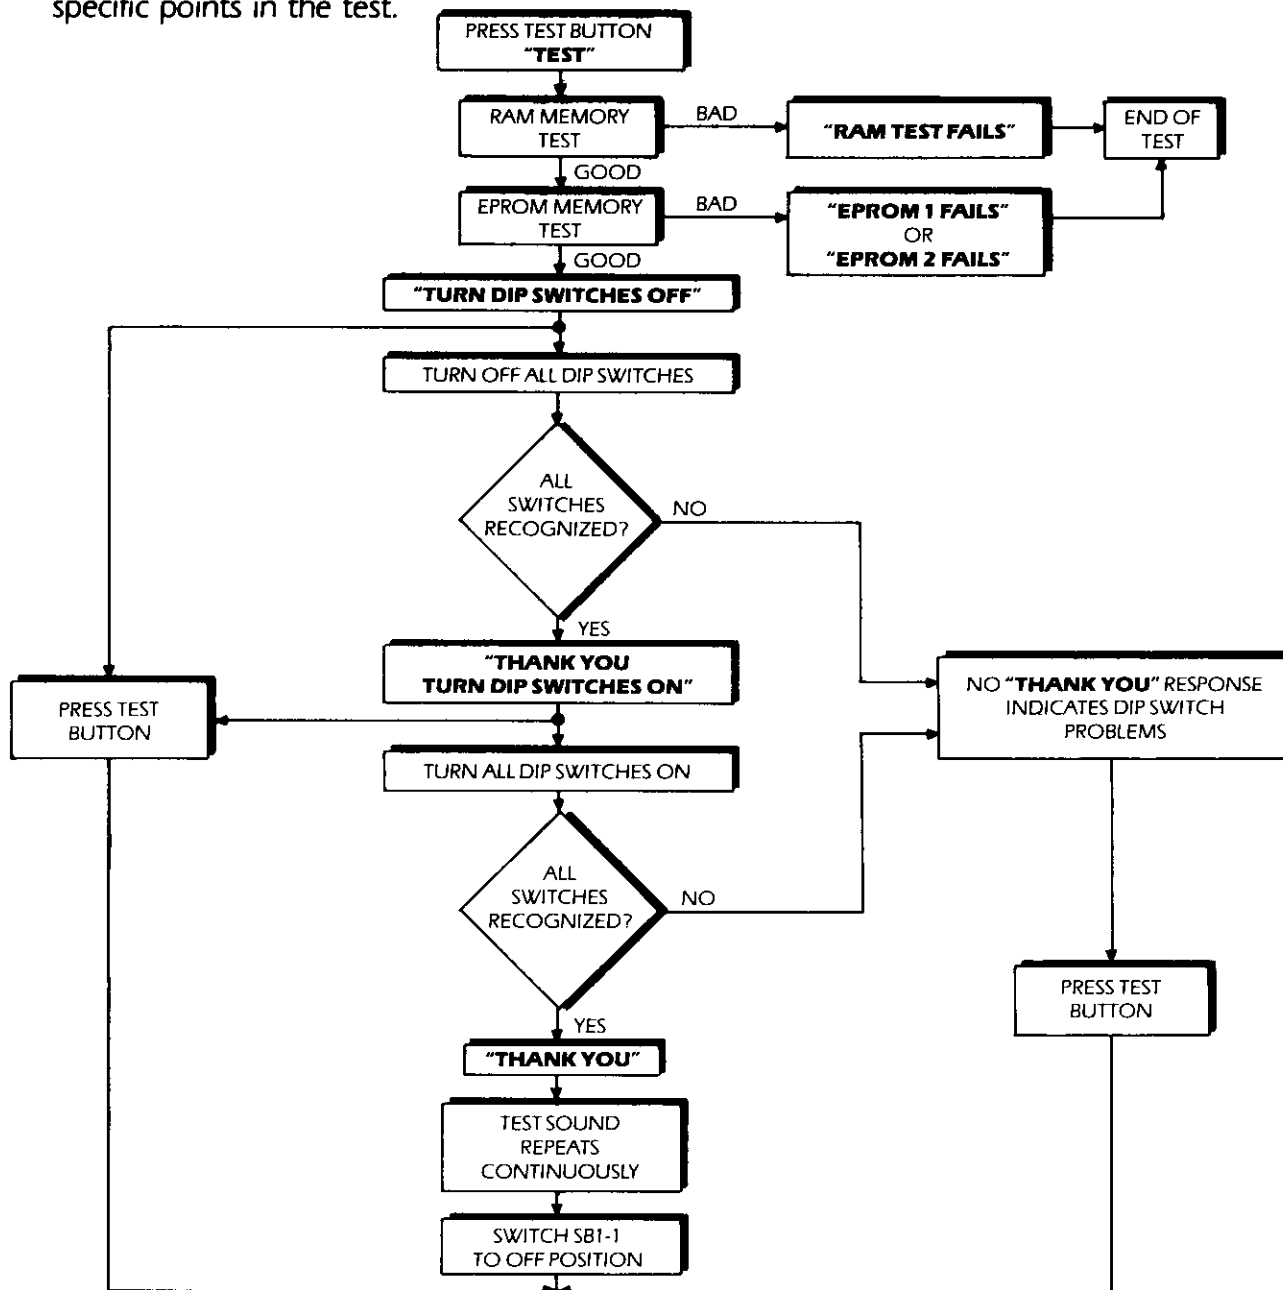 specific points in the test.
PRESS TEST BUTTON
"TEST"
RAM MEMORY
TEST
BAD
"RAM TEST FAILS"
END OF
TEST
GOOD
EPROM MEMORY
TEST
BAD
"EPROM 1 FAILS"
OR
"EPROM 2 FAILS"
GOOD
"TURN DIP SWITCHES OFF"
TURN OFF ALL DIP SWITCHES
ALL
SWITCHES
RECOGNIZED?
NO
YES
"THANK YOU
TURN DIP SWITCHES ON"
PRESS TEST
BUTTON
NO "THANK YOU" RESPONSE
INDICATES DIP SWITCH
PROBLEMS
TURN ALL DIP SWITCHES ON
ALL
SWITCHES
RECOGNIZED?
NO
PRESS TEST
BUTTON
YES
"THANK YOU"
TEST SOUND
REPEATS
CONTINUOUSLY
SWITCH SB1-1
TO OFF POSITION